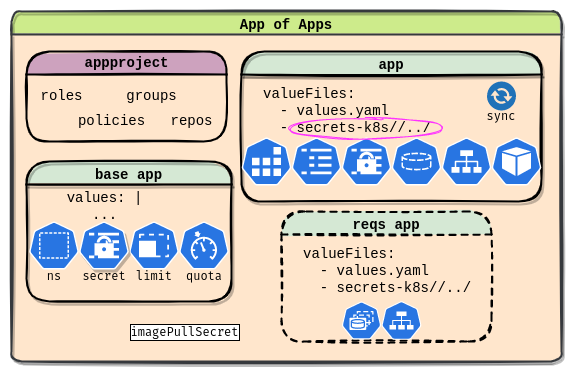 App of Apps
appproject
roles groups
policies repos
app
valueFiles:
- values.yaml
- secrets-k8s//../
sync
base app
values: |
...
ns secret limit quota
reqs app
valueFiles:
- values.yaml
- secrets-k8s//../
imagePullSecret